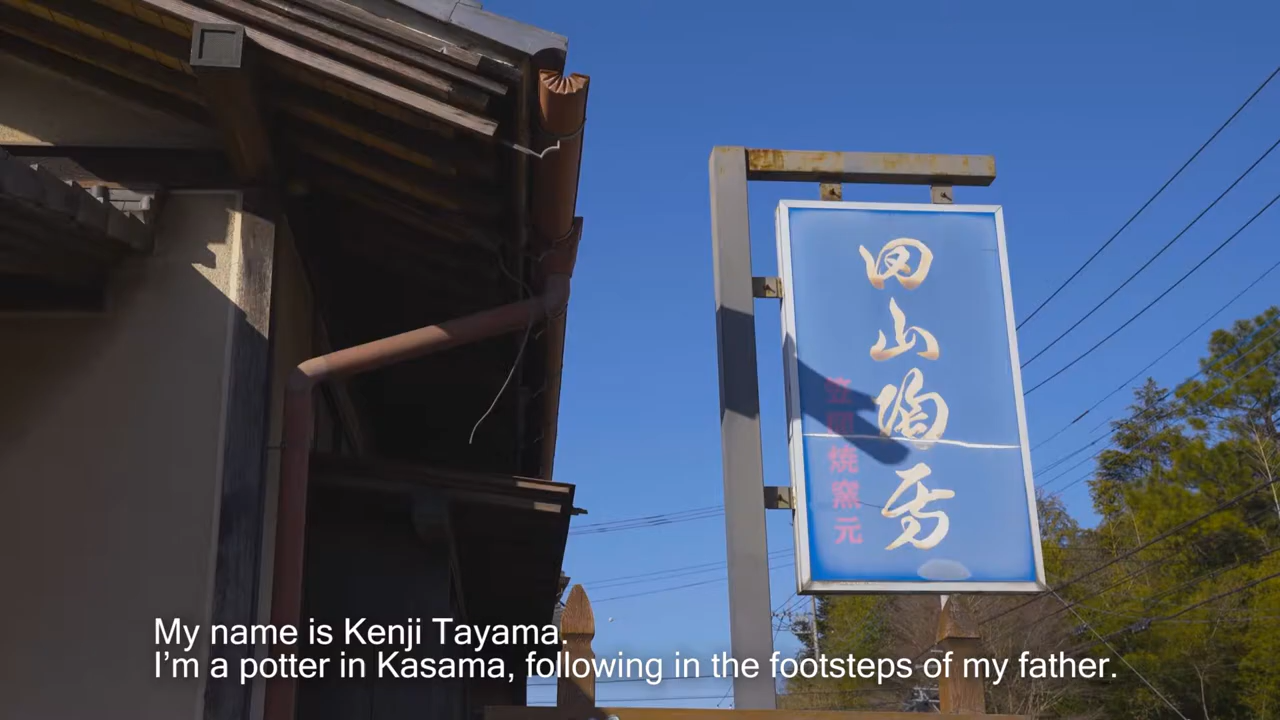 田山陶房
焼窯元
My name is Kenji Tayama.
I'm a potter in Kasama, following in the footsteps of my father.